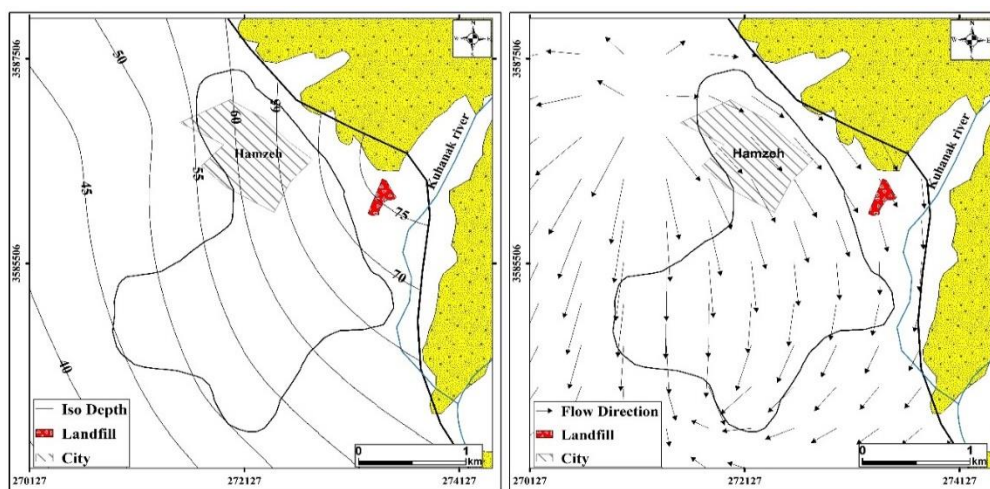 3587506
3585506
50
45
40
55
60
65
70
75
Hamzeh
Kuhanak river
N
W E
S
Iso Depth
Landfill
City
0 1
km
270127 272127 274127
3587506
3585506
Hamzeh
Kuhanak river
N
W E
S
Flow Direction
Landfill
City
0 1
km
270127 272127 274127